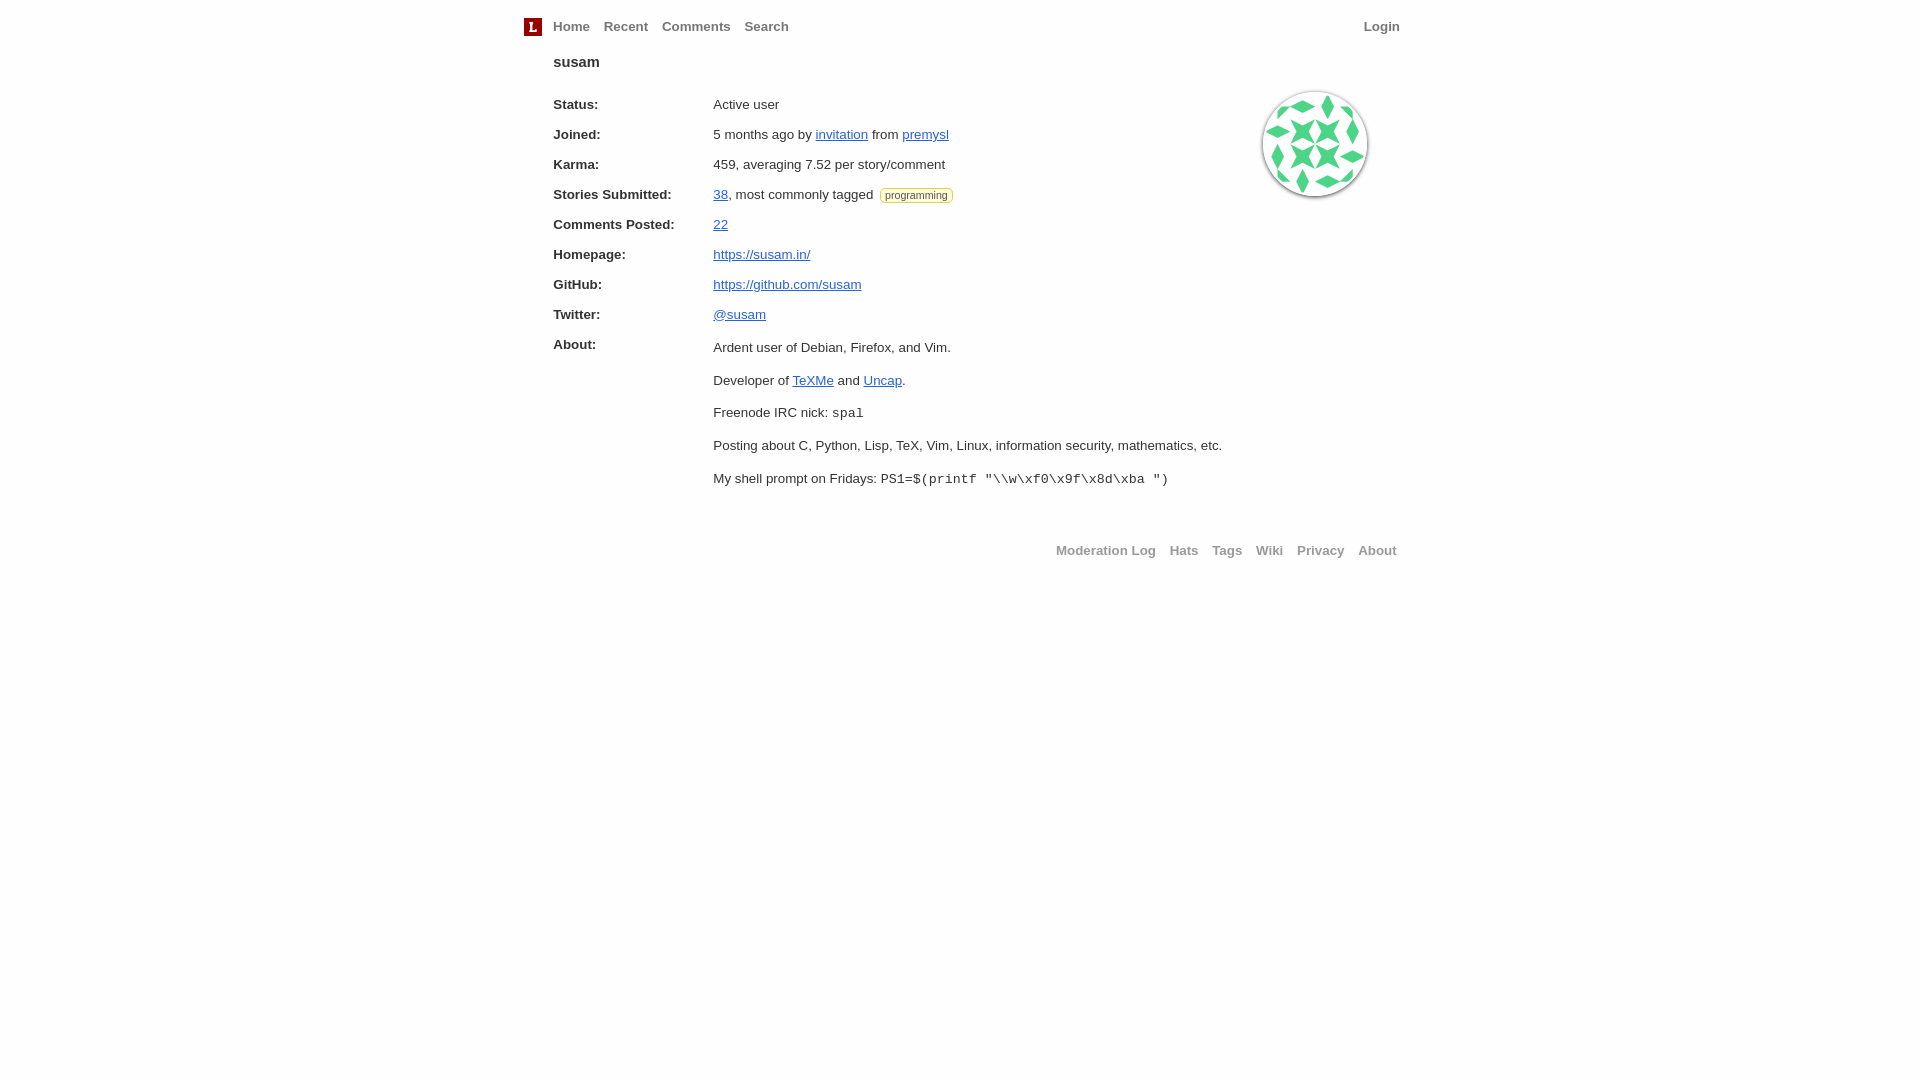 L Home Recent Comments Search Login
susam
Status: Active user
Joined: 5 months ago by invitation from premysl
Karma: 459, averaging 7.52 per story/comment
Stories Submitted: 38, most commonly tagged programming
Comments Posted: 22
Homepage: https://susam.in/
GitHub: https://github.com/susam
Twitter: @susam
About: Ardent user of Debian, Firefox, and Vim.
Developer of TeXMe and Uncap.
Freenode IRC nick: spal
Posting about C, Python, Lisp, TeX, Vim, Linux, information security, mathematics, etc.
My shell prompt on Fridays: PS1=$(printf "\\w\xf0\x9f\x8d\xba ")
Moderation Log Hats Tags Wiki Privacy About